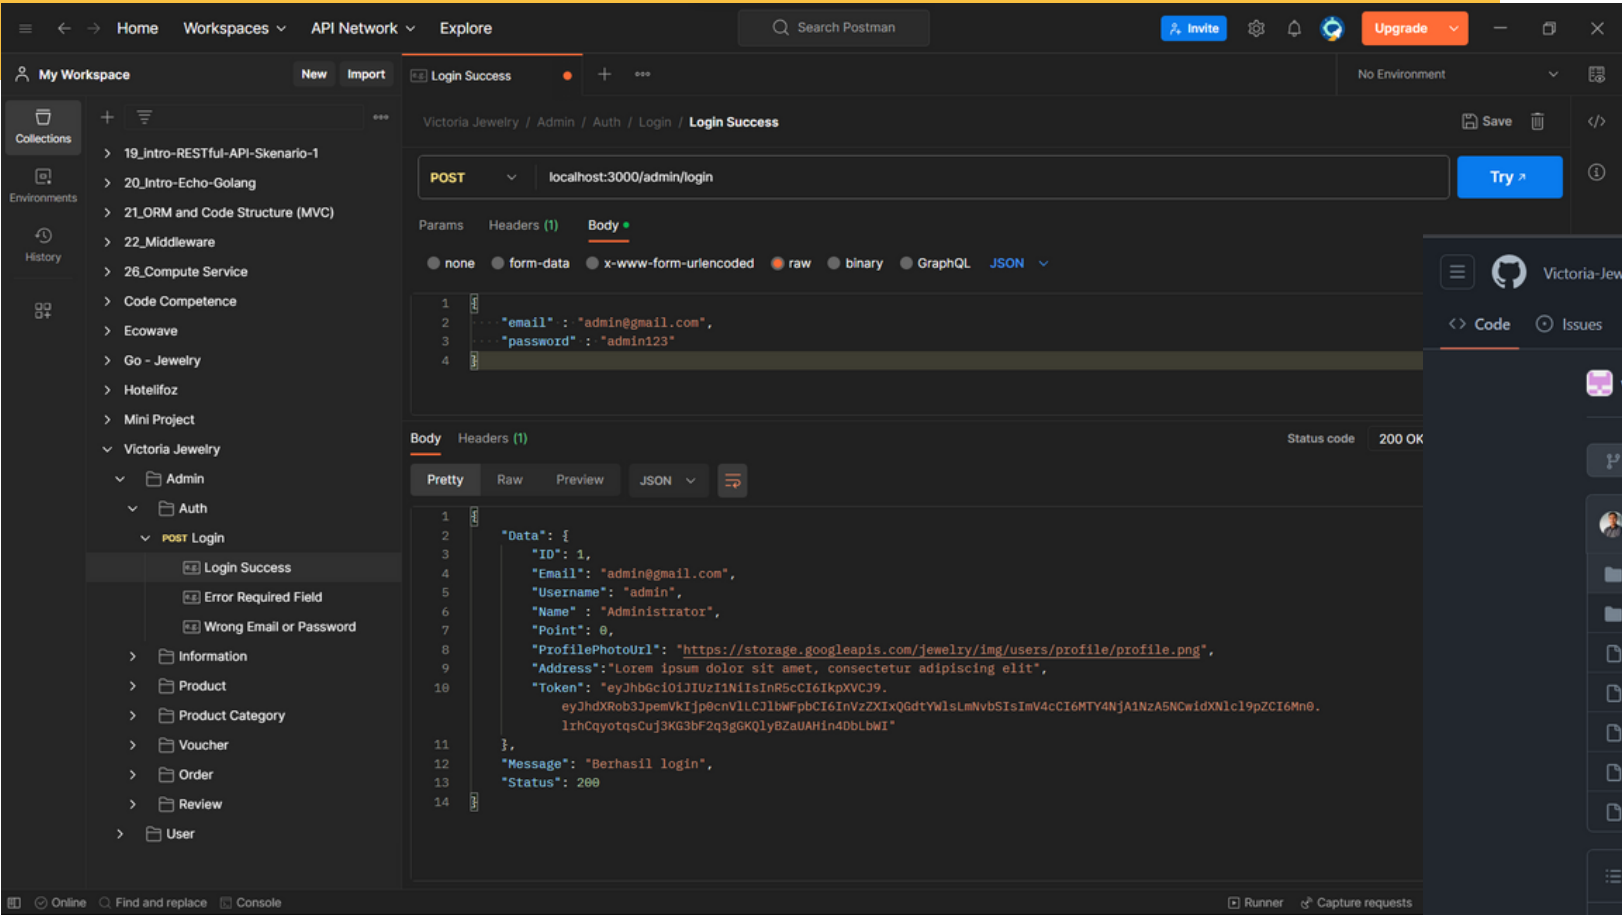 Home
Workspaces
API Network
Explore
Search Postman
Invite
Upgrade
My Workspace
New
Import
Login Success
No Environment
Collections
Environments
History
19_intro-RESTful-API-Skenario-1
20_Intro-Echo-Golang
21_ORM and Code Structure (MVC)
22_Middleware
26_Compute Service
Code Competence
Ecowave
Go - Jewelry
Hotelifoz
Mini Project
Victoria Jewelry
Admin
Auth
POST Login
Login Success
Error Required Field
Wrong Email or Password
Information
Product
Product Category
Voucher
Order
Review
User
Victoria Jewelry / Admin / Auth / Login / Login Success
Save
POST
localhost:3000/admin/login
Try
Params
Headers (1)
Body
none
form-data
x-www-form-urlencoded
raw
binary
GraphQL
JSON
1 {
2 "email" : "admin@gmail.com",
3 "password" : "admin123"
4 }
Body
Headers (1)
Status code
200 OK
Pretty
Raw
Preview
JSON
1 {
2 "Data": {
3 "ID": 1,
4 "Email": "admin@gmail.com",
5 "Username": "admin",
6 "Name" : "Administrator",
7 "Point": 0,
8 "ProfilePhotoUrl": "https://storage.googleapis.com/jewelry/img/users/profile/profile.png",
9 "Address":"Lorem ipsum dolor sit amet, consectetur adipiscing elit",
10 "Token": "eyJhbGciOiJIUzI1NiIsInR5cCI6IkpXVCJ9.
eyJhdXRob3JpemVkIjp0cnVlLCJlbWFpbCI6InVzZXIxQGdtYWlsLmNvbSIsImV4cCI6MTY4NjA1NzA5NCwidXNlcl9pZCI6Mn0.
lrhCqyotqsCuj3KG3bF2q3gGKQlyBZaUAHin4DbLbWI"
11 },
12 "Message": "Berhasil login",
13 "Status": 200
14 }
Victoria-Jew
Code
Issues
Online
Find and replace
Console
Runner
Capture requests